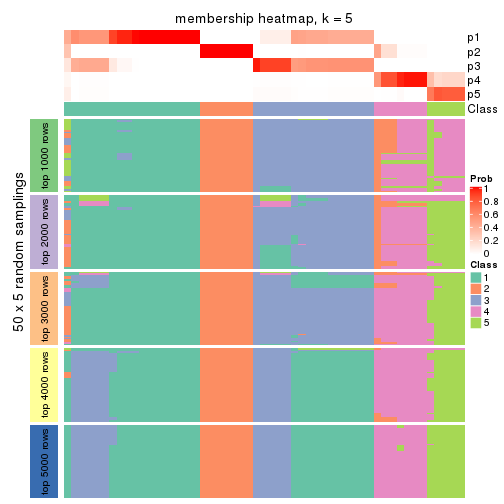 membership heatmap, k = 5
p1
p2
p3
p4
p5
Class
50 x 5 random samplings
top 1000 rows
top 2000 rows
top 3000 rows
top 4000 rows
top 5000 rows
Prob
1
0.8
0.6
0.4
0.2
0
Class
1
2
3
4
5